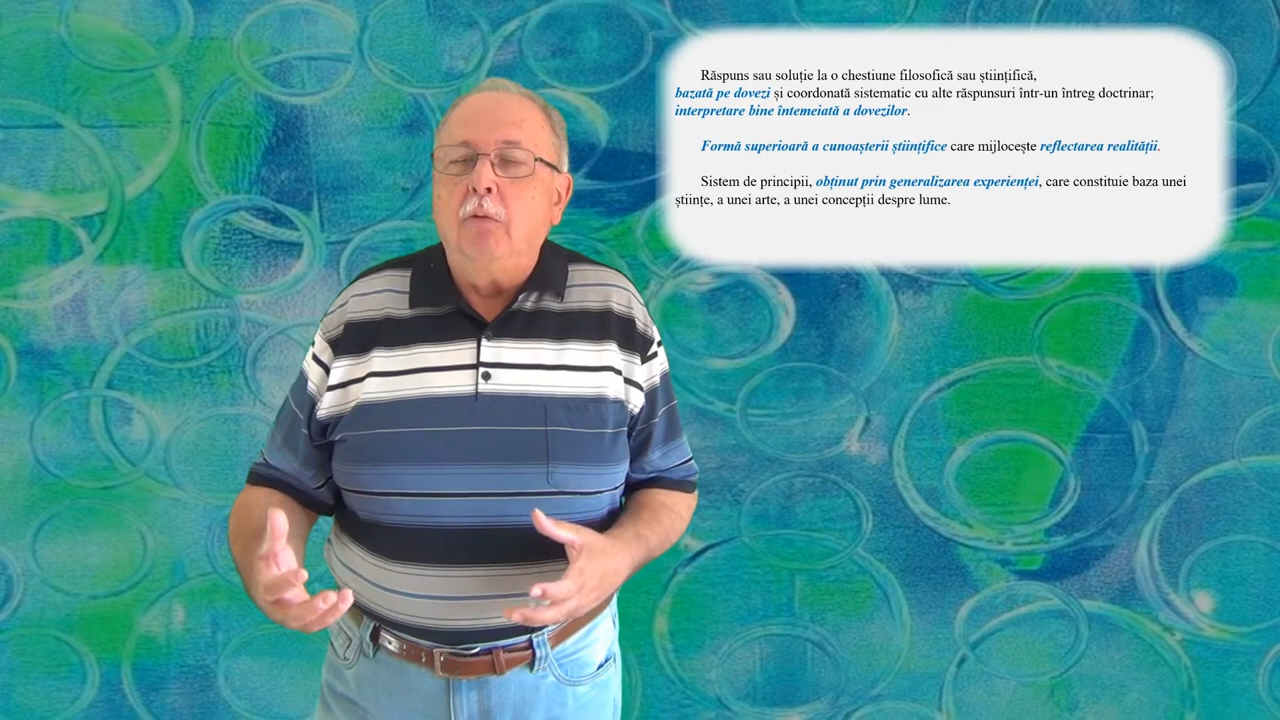 Răspuns sau soluție la o chestiune filosofică sau științifică,
bazată pe dovezi și coordonată sistematic cu alte răspunsuri într-un întreg doctrinar;
interpretare bine întemeiată a dovezilor.
Formă superioară a cunoașterii științifice care mijlocește reflectarea realității.
Sistem de principii, obținut prin generalizarea experienței, care constituie baza unei
științe, a unei arte, a unei concepții despre lume.